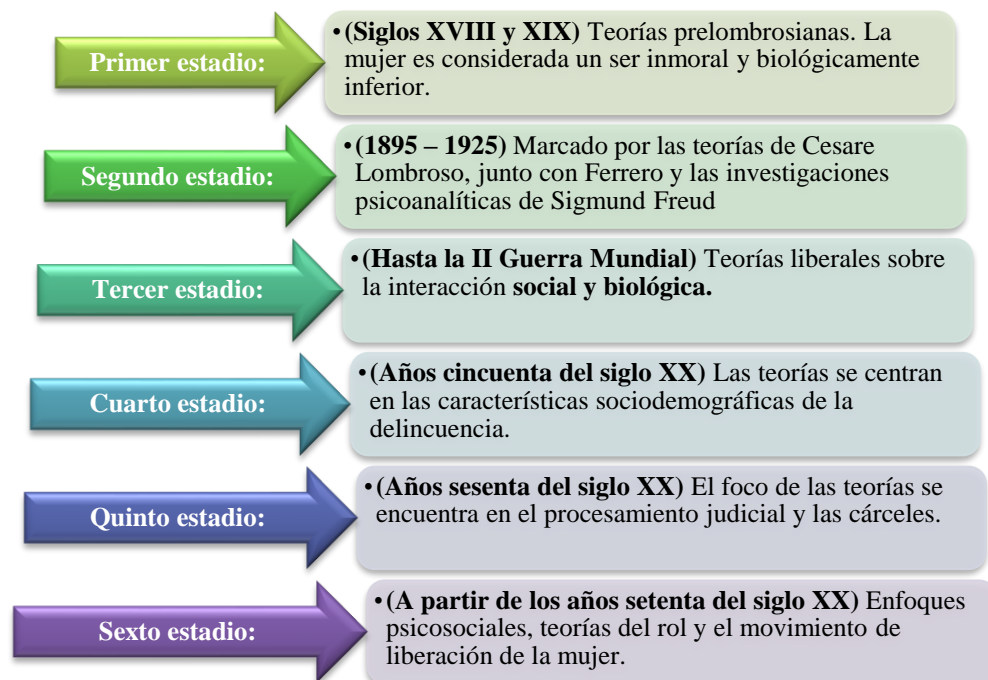 Primer estadio:
•(Siglos XVIII y XIX) Teorías prelombrosianas. La
mujer es considerada un ser inmoral y biológicamente
inferior.
Segundo estadio:
•(1895 – 1925) Marcado por las teorías de Cesare
Lombroso, junto con Ferrero y las investigaciones
psicoanalíticas de Sigmund Freud
Tercer estadio:
•(Hasta la II Guerra Mundial) Teorías liberales sobre
la interacción social y biológica.
Cuarto estadio:
•(Años cincuenta del siglo XX) Las teorías se centran
en las características sociodemográficas de la
delincuencia.
Quinto estadio:
•(Años sesenta del siglo XX) El foco de las teorías se
encuentra en el procesamiento judicial y las cárceles.
Sexto estadio:
•(A partir de los años setenta del siglo XX) Enfoques
psicosociales, teorías del rol y el movimiento de
liberación de la mujer.